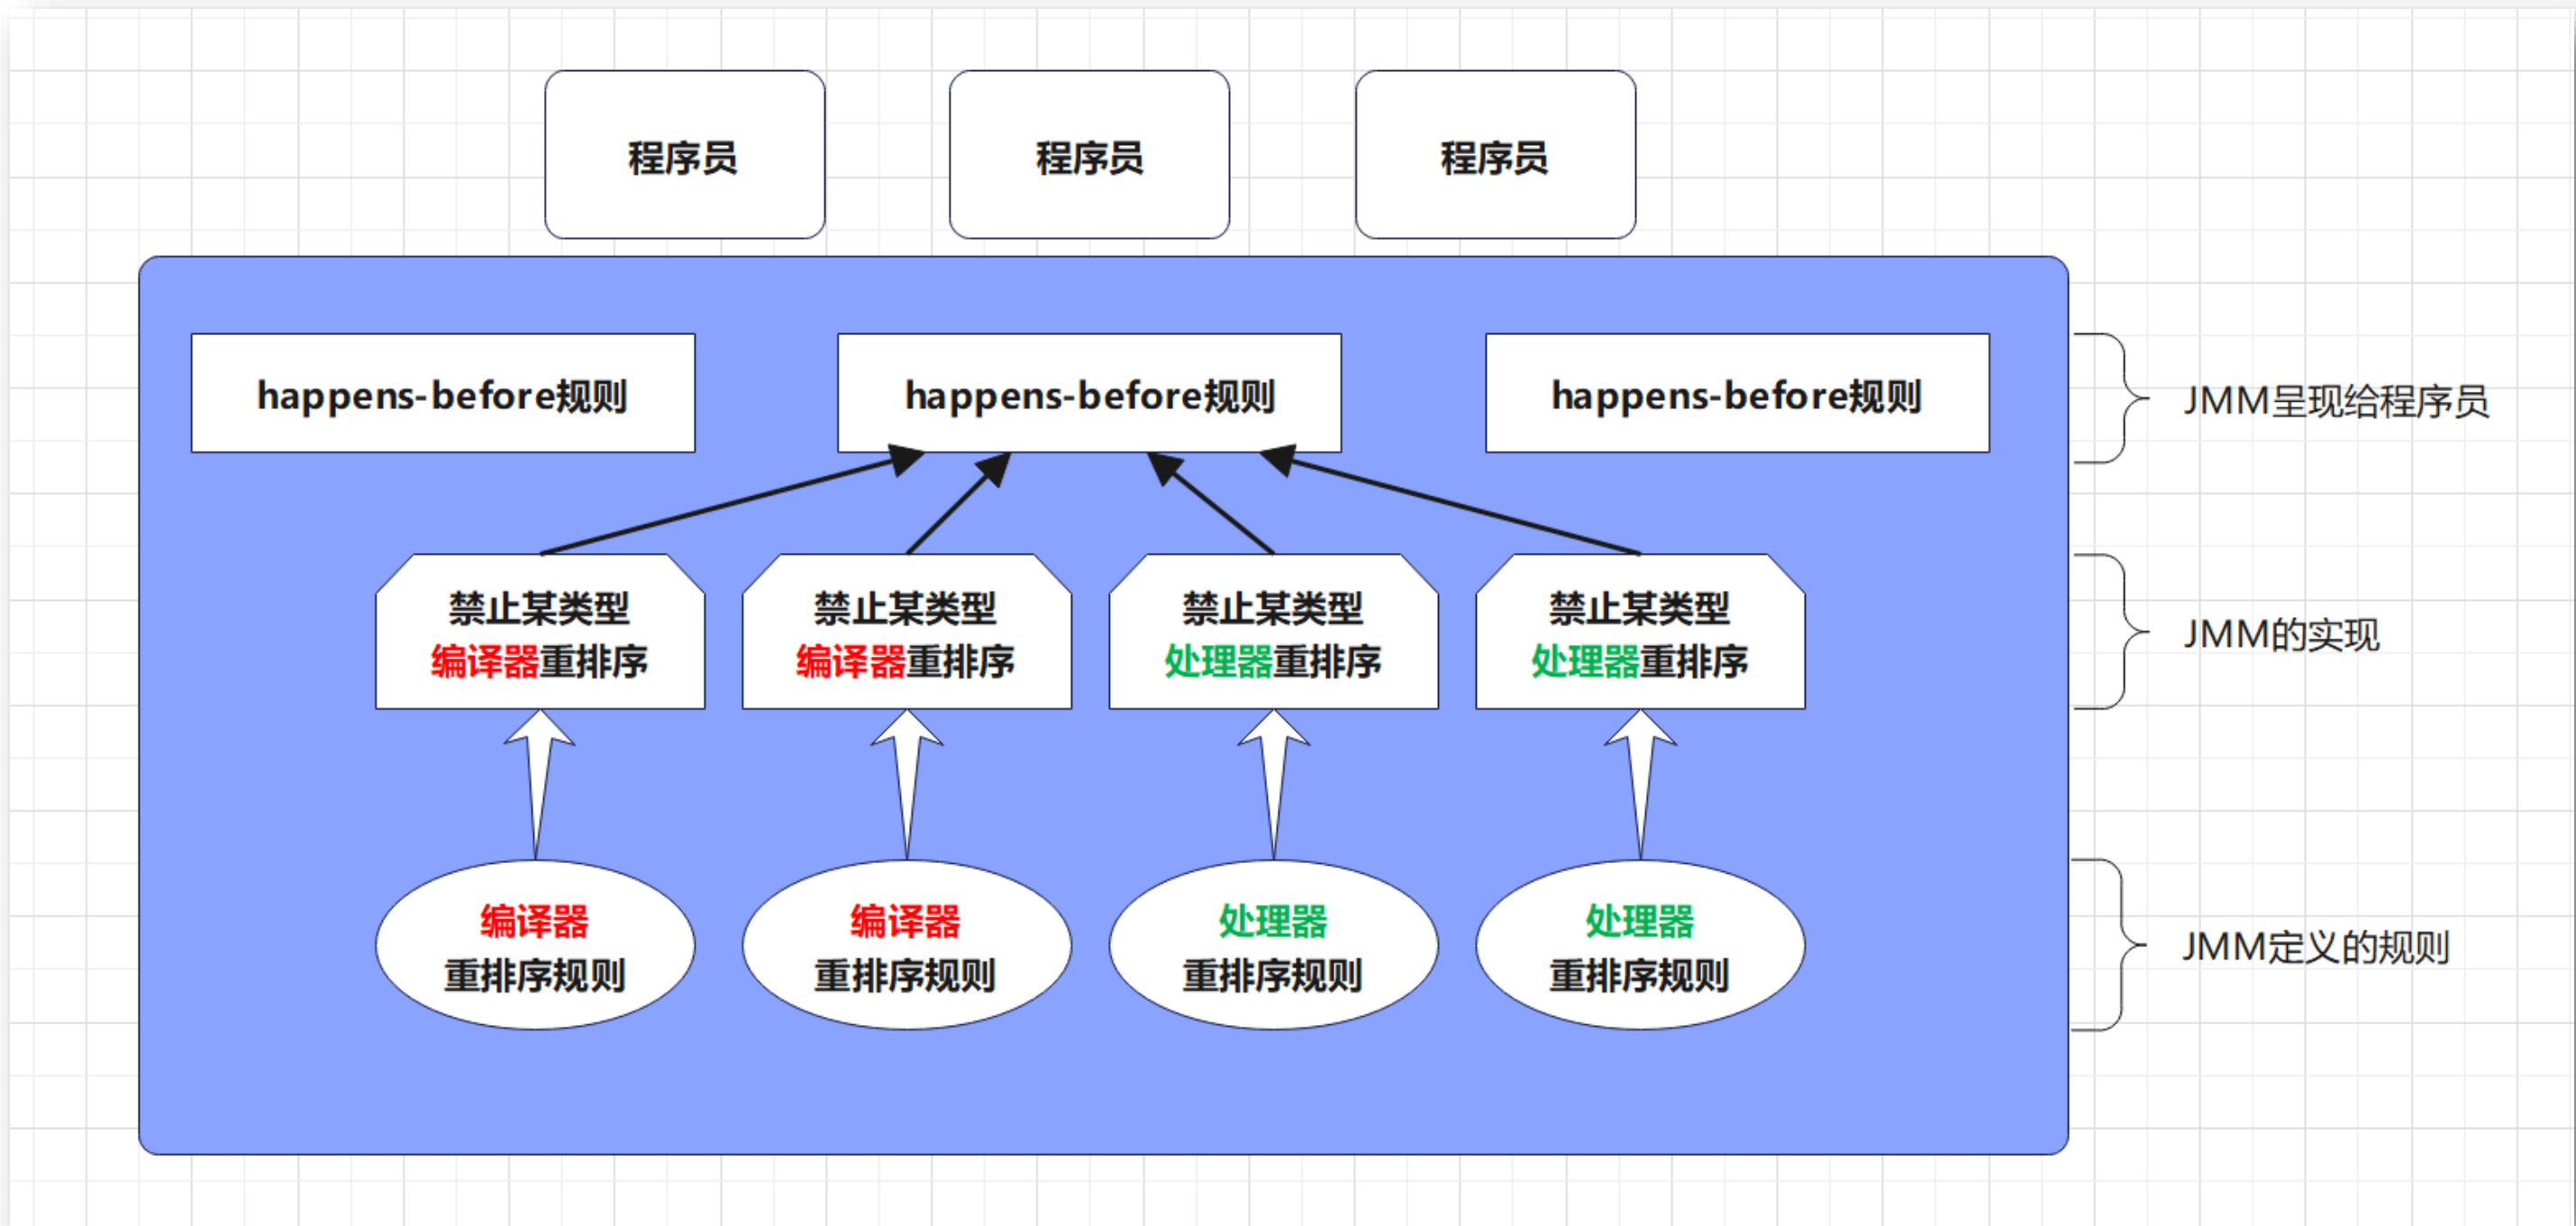 程序员
程序员
程序员
happens-before规则
happens-before规则
happens-before规则
JMM呈现给程序员
禁止某类型
编译器重排序
禁止某类型
编译器重排序
禁止某类型
处理器重排序
禁止某类型
处理器重排序
JMM的实现
编译器
重排序规则
编译器
重排序规则
处理器
重排序规则
处理器
重排序规则
JMM定义的规则